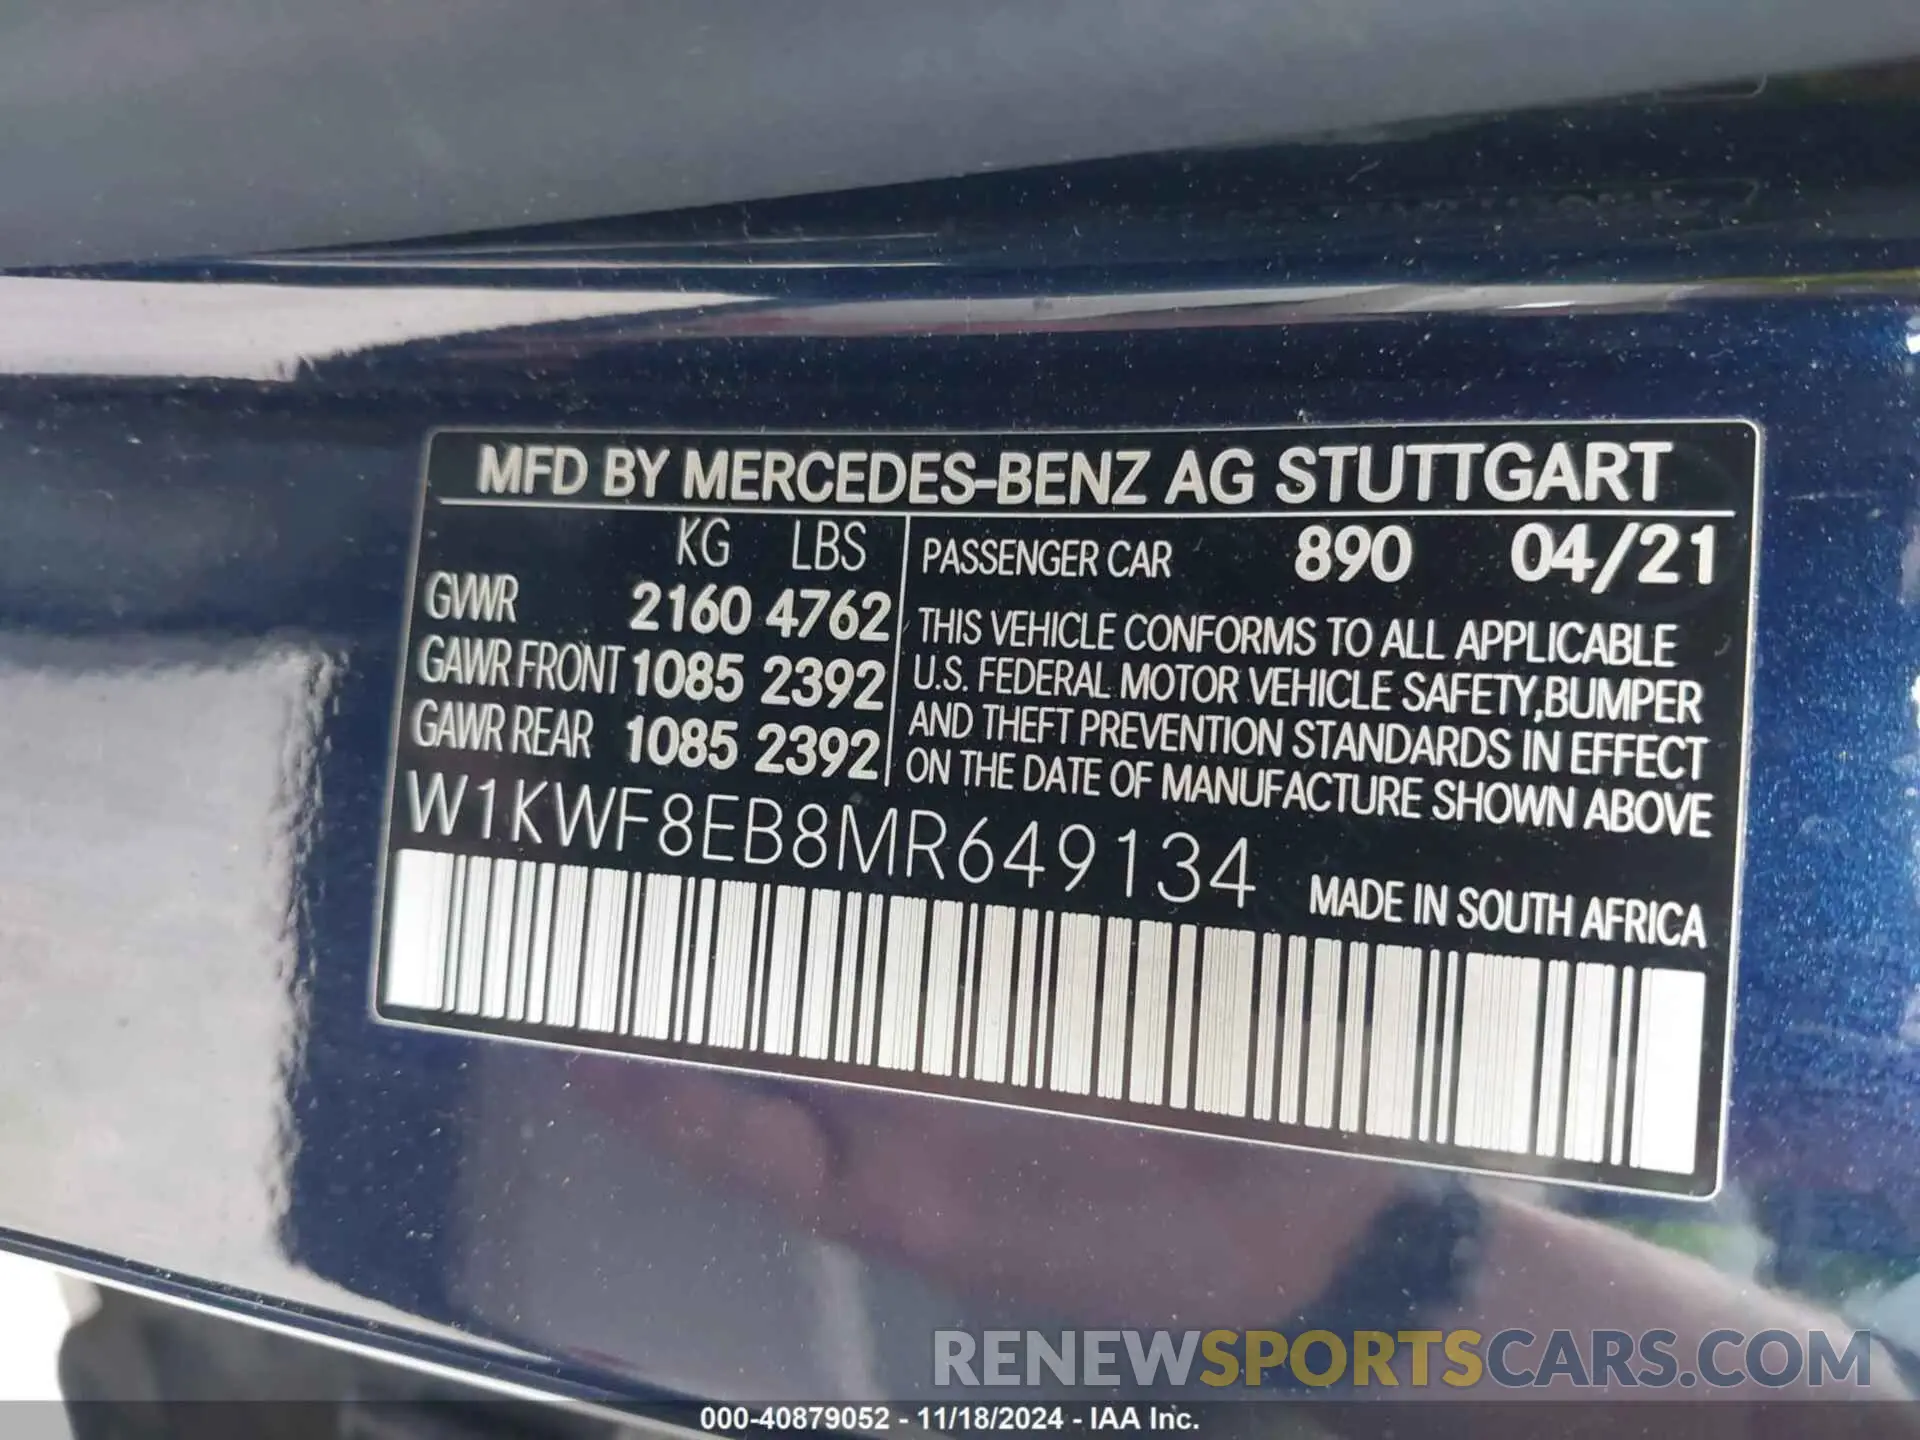 MFD BY MERCEDES-BENZ AG STUTTGART
KG LBS
GVWR 2160 4762
GAWR FRONT 1085 2392
GAWR REAR 1085 2392
PASSENGER CAR 890 04/21
THIS VEHICLE CONFORMS TO ALL APPLICABLE
U.S. FEDERAL MOTOR VEHICLE SAFETY,BUMPER
AND THEFT PREVENTION STANDARDS IN EFFECT
ON THE DATE OF MANUFACTURE SHOWN ABOVE
W1KWF8EB8MR649134
MADE IN SOUTH AFRICA
RENEWSPORTSCARS.COM
000-40879052 - 11/18/2024 - IAA Inc.